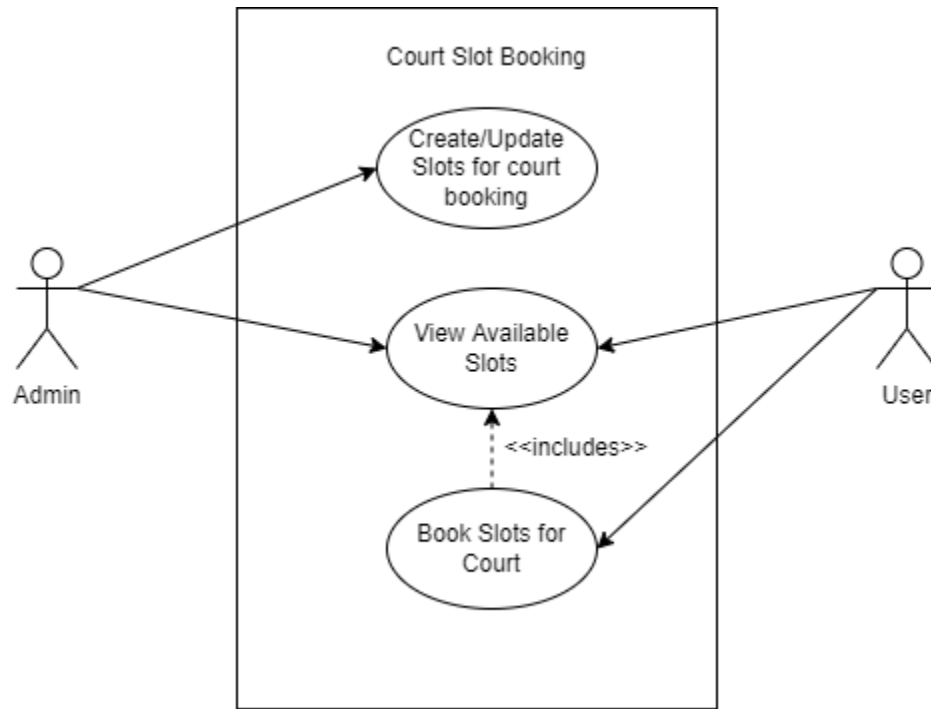 Court Slot Booking
Create/Update
Slots for court
booking
View Available
Slots
Admin
User
<<includes>>
Book Slots for
Court